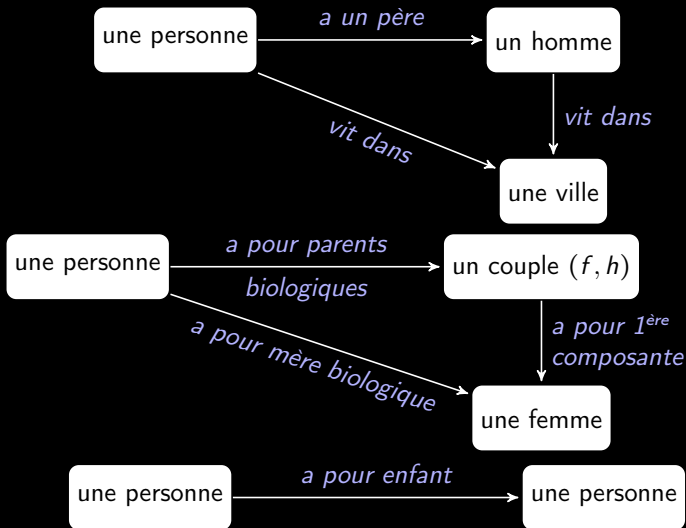 a un père
une personne
un homme
vit dans
vit dans
une ville
une personne
a pour parents
biologiques
un couple (f, h)
a pour mère biologique
a pour 1ère
composante
une femme
une personne
a pour enfant
une personne